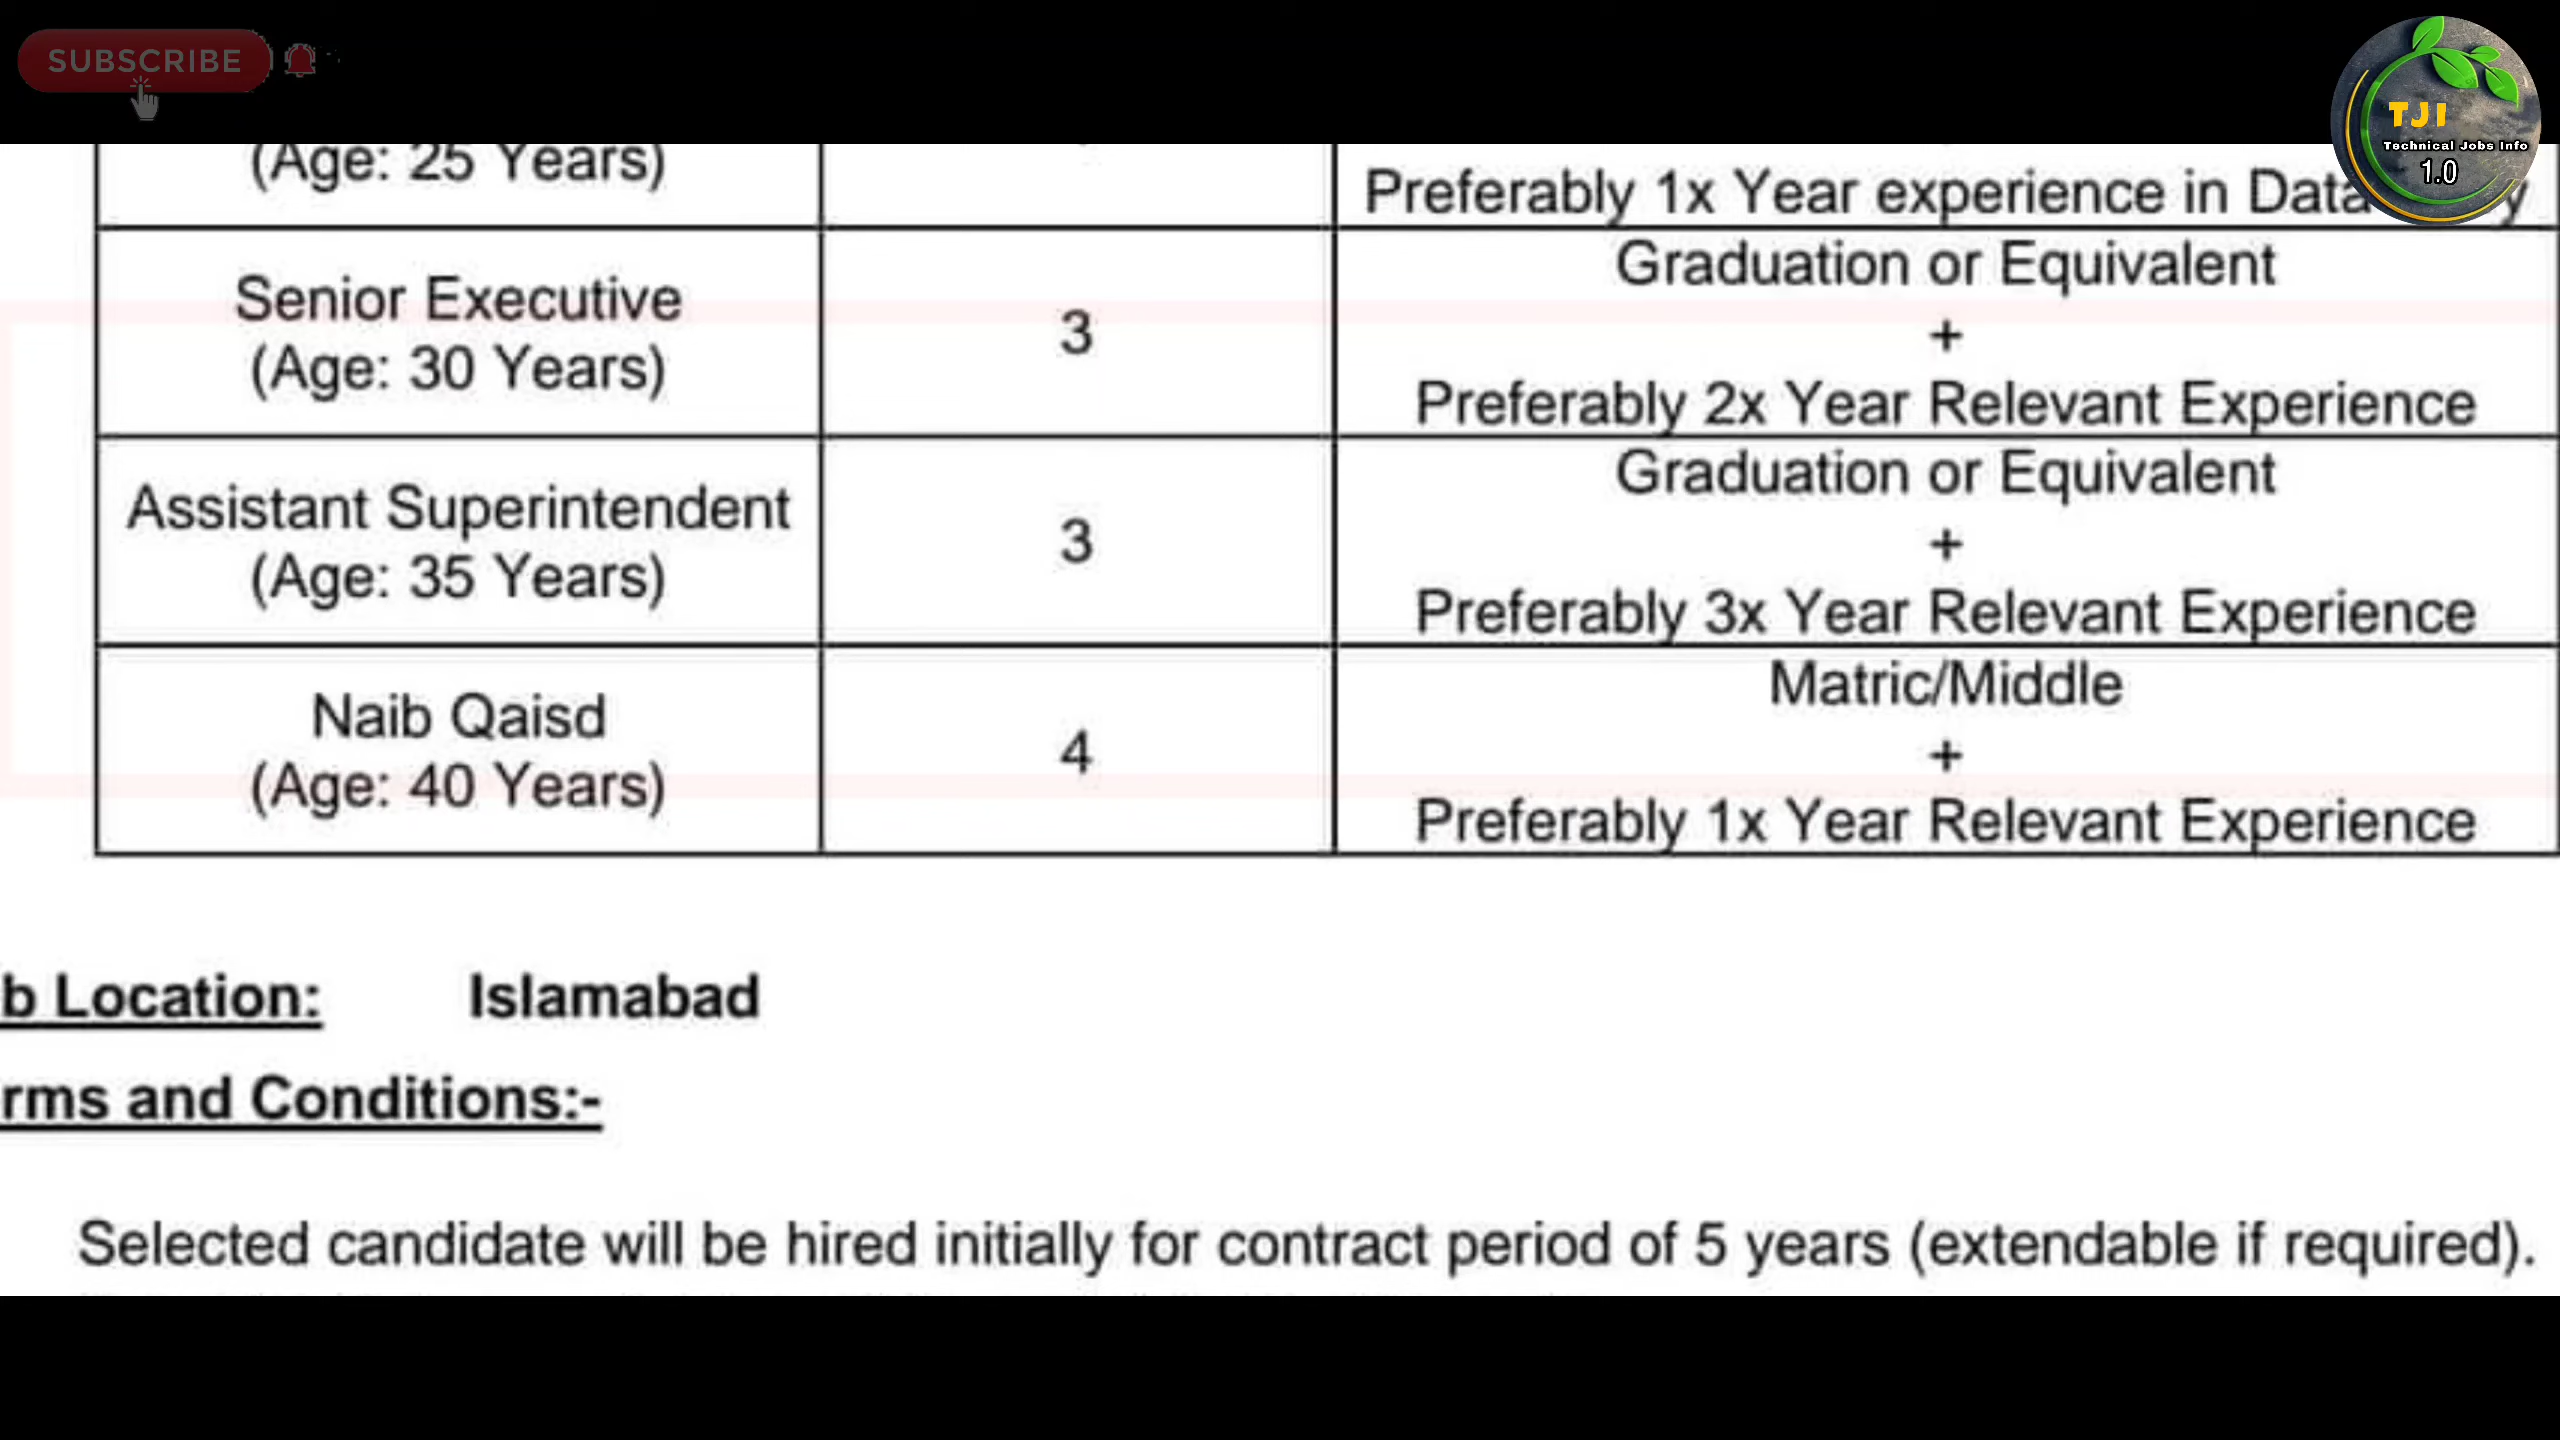 SUBSCRIBE
TJI
Technical Jobs Info
1.0
(Age: 25 Years)
Preferably 1x Year experience in Data
Senior Executive
(Age: 30 Years)
3
Graduation or Equivalent
+
Preferably 2x Year Relevant Experience
Assistant Superintendent
(Age: 35 Years)
3
Graduation or Equivalent
+
Preferably 3x Year Relevant Experience
Naib Qaisd
(Age: 40 Years)
4
Matric/Middle
+
Preferably 1x Year Relevant Experience
b Location: Islamabad
rms and Conditions:-
Selected candidate will be hired initially for contract period of 5 years (extendable if required).